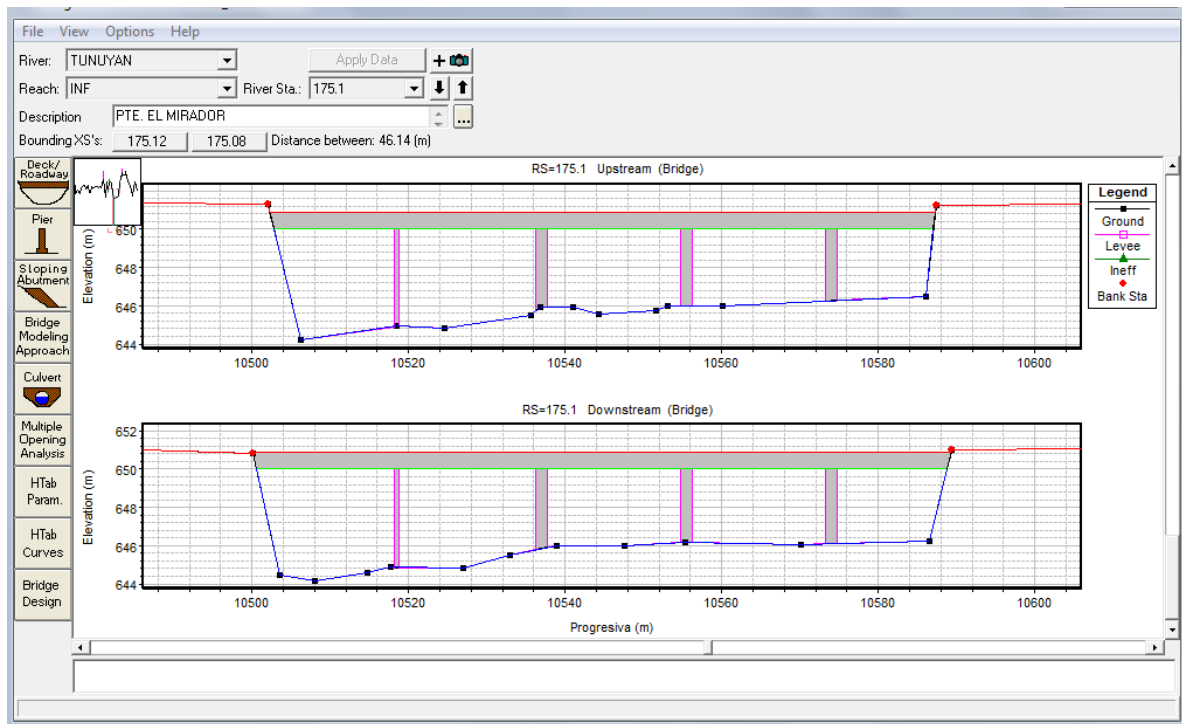 File View Options Help
River: TUNUYAN Apply Data +
Reach: INF River Sta.: 175.1
Description PTE. EL MIRADOR ...
Bounding XS's: 175.12 175.08 Distance between: 46.14 (m)
Deck/
Roadway
Pier
Sloping
Abutment
Bridge
Modeling
Approach
Culvert
Multiple
Opening
Analysis
HTab
Param.
HTab
Curves
Bridge
Design
RS=175.1 Upstream (Bridge)
Elevation (m)
650
648
646
644
10500 10520 10540 10560 10580 10600
Legend
Ground
Levee
Ineff
Bank Sta
RS=175.1 Downstream (Bridge)
Elevation (m)
652
650
648
646
644
10500 10520 10540 10560 10580 10600
Progresiva (m)